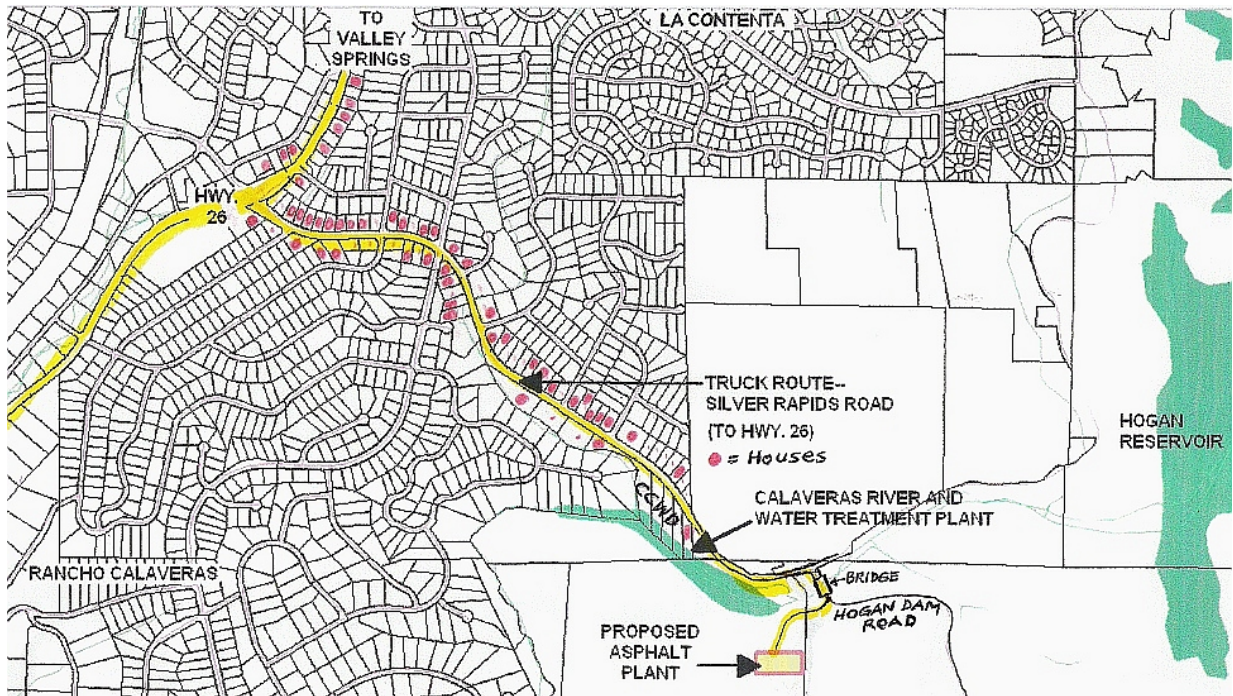 TO
VALLEY
SPRINGS
LA CONTENTA
HWY.
26
TRUCK ROUTE--
SILVER RAPIDS ROAD
(TO HWY. 26)
= Houses
HOGAN
RESERVOIR
CCWD
CALAVERAS RIVER AND
WATER TREATMENT PLANT
RANCHO CALAVERAS
BRIDGE
HOGAN DAM
ROAD
PROPOSED
ASPHALT
PLANT